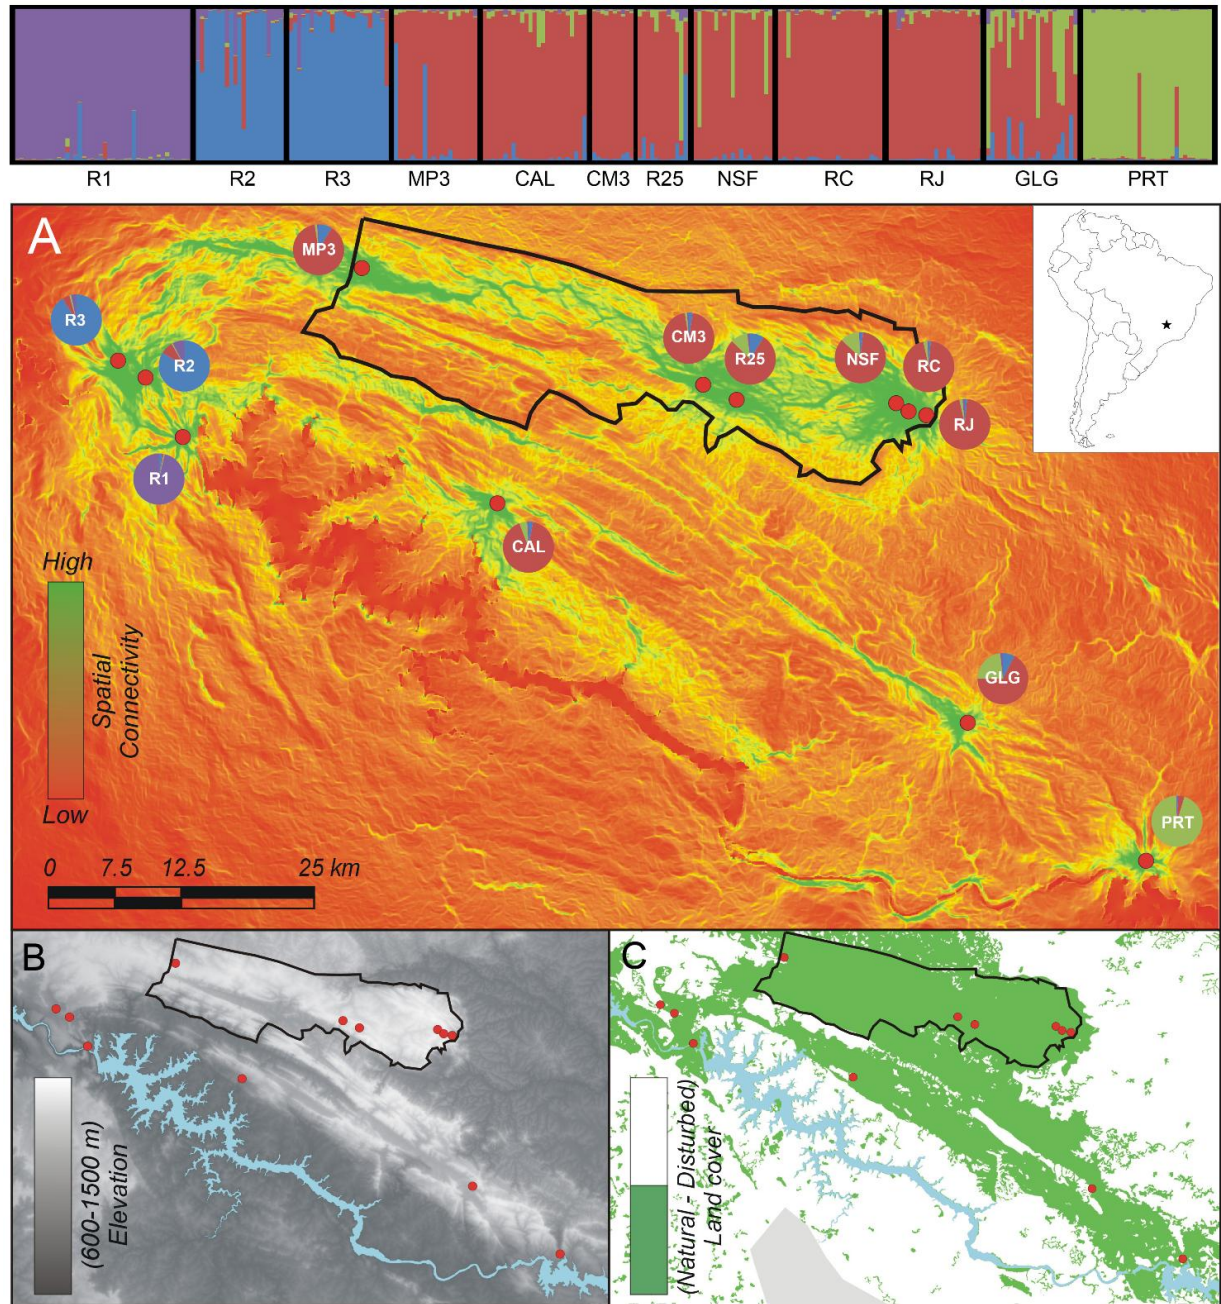 R1 R2 R3 MP3 CAL CM3 R25 NSF RC RJ GLG PRT
A
MP3
R3
CM3
R2
R25
NSF
RC
RJ
R1
CAL
High
Spatial
Connectivity
Low
GLG
PRT
0 7.5 12.5 25 km
B
(600-1500 m)
Elevation
C
(Natural - Disturbed)
Land cover